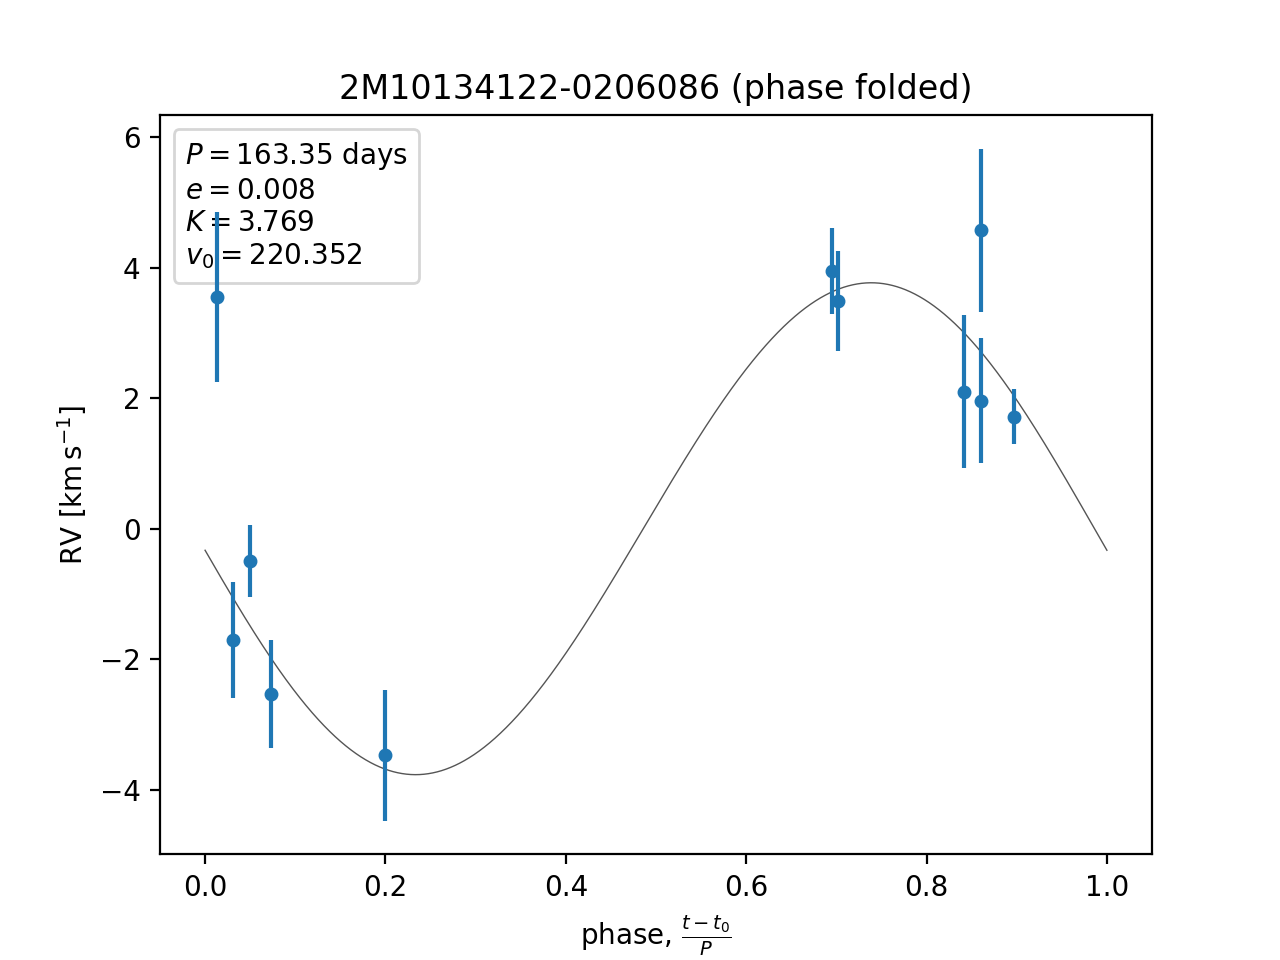 2M10134122-0206086 (phase folded)
P = 163.35 days
e = 0.008
K = 3.769
v₀ = 220.352
6
4
2
0
−2
−4
RV [km s⁻¹]
0.0 0.2 0.4 0.6 0.8 1.0
phase, (t − t₀)/P